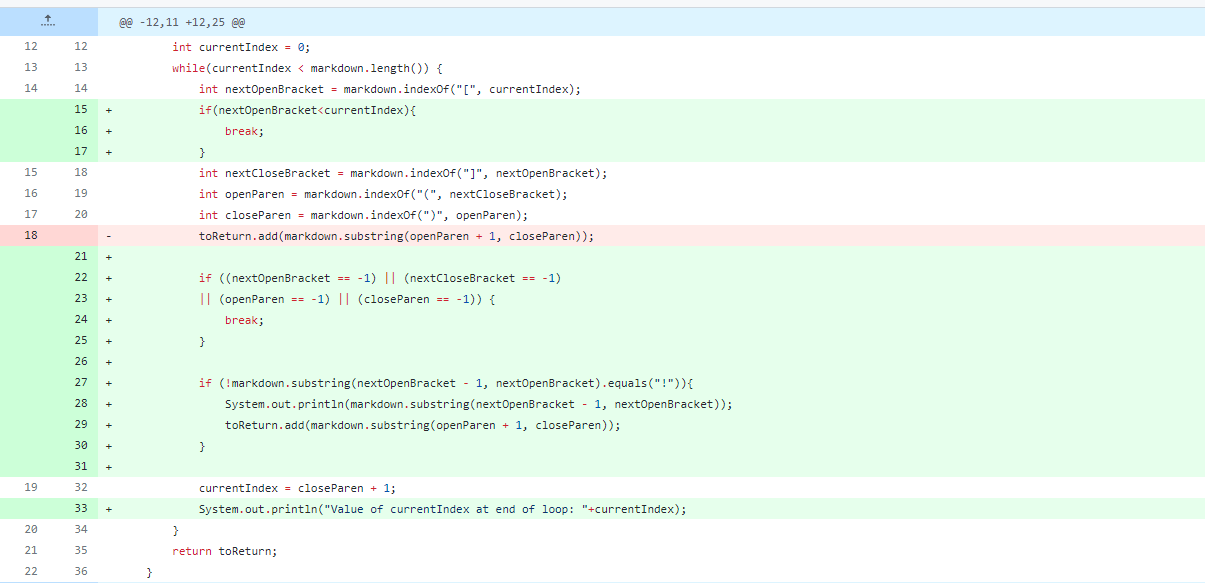 @@ -12,11 +12,25 @@
12 12 int currentIndex = 0;
13 13 while(currentIndex < markdown.length()) {
14 14 int nextOpenBracket = markdown.indexOf("[", currentIndex);
15 + if(nextOpenBracket<currentIndex){
16 + break;
17 + }
15 18 int nextCloseBracket = markdown.indexOf("]", nextOpenBracket);
16 19 int openParen = markdown.indexOf("(", nextCloseBracket);
17 20 int closeParen = markdown.indexOf(")", openParen);
18 - toReturn.add(markdown.substring(openParen + 1, closeParen));
21 +
22 + if ((nextOpenBracket == -1) || (nextCloseBracket == -1)
23 + || (openParen == -1) || (closeParen == -1)) {
24 + break;
25 + }
26 +
27 + if (!markdown.substring(nextOpenBracket - 1, nextOpenBracket).equals("!")){
28 + System.out.println(markdown.substring(nextOpenBracket - 1, nextOpenBracket));
29 + toReturn.add(markdown.substring(openParen + 1, closeParen));
30 + }
31 +
19 32 currentIndex = closeParen + 1;
33 + System.out.println("Value of currentIndex at end of loop: "+currentIndex);
20 34 }
21 35 return toReturn;
22 36 }